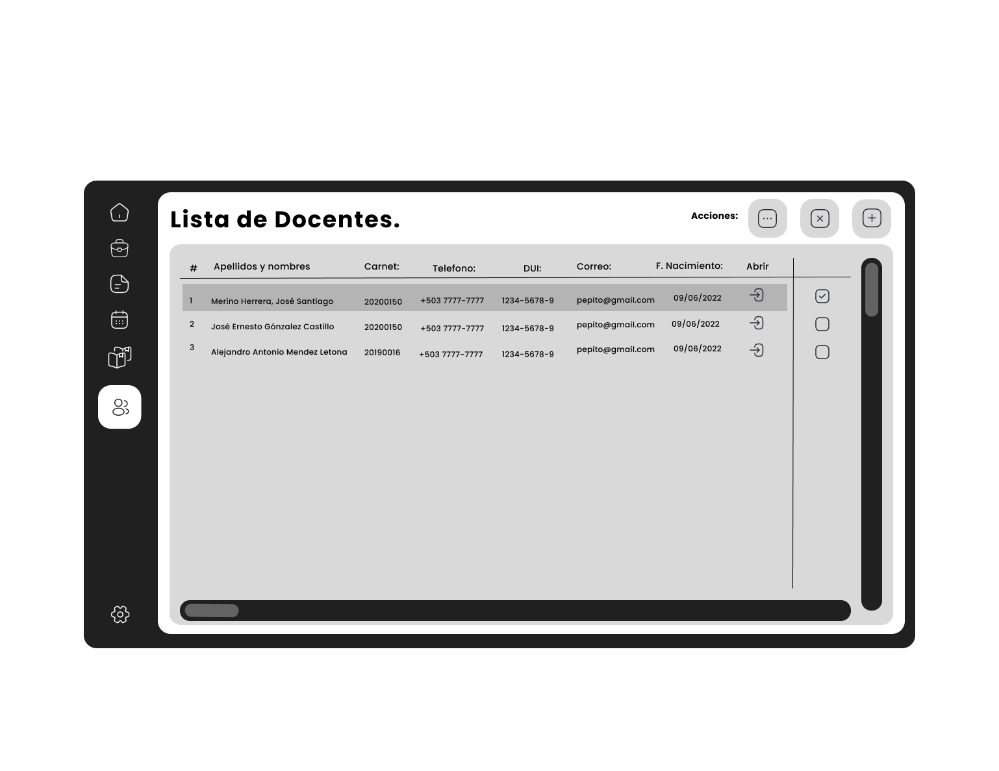 Lista de Docentes.
Acciones:
# Apellidos y nombres Carnet: Telefono: DUI: Correo: F. Nacimiento: Abrir
1 Merino Herrera, José Santiago 20200150 +503 7777-7777 1234-5678-9 pepito@gmail.com 09/06/2022
2 José Ernesto Gónzalez Castillo 20200150 +503 7777-7777 1234-5678-9 pepito@gmail.com 09/06/2022
3 Alejandro Antonio Mendez Letona 20190016 +503 7777-7777 1234-5678-9 pepito@gmail.com 09/06/2022